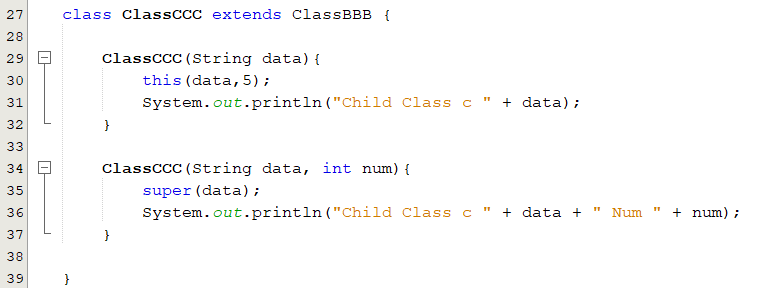 27 class ClassCCC extends ClassBBB {
28
29 ClassCCC(String data){
30 this(data,5);
31 System.out.println("Child Class c " + data);
32 }
33
34 ClassCCC(String data, int num){
35 super(data);
36 System.out.println("Child Class c " + data + " Num " + num);
37 }
38
39 }